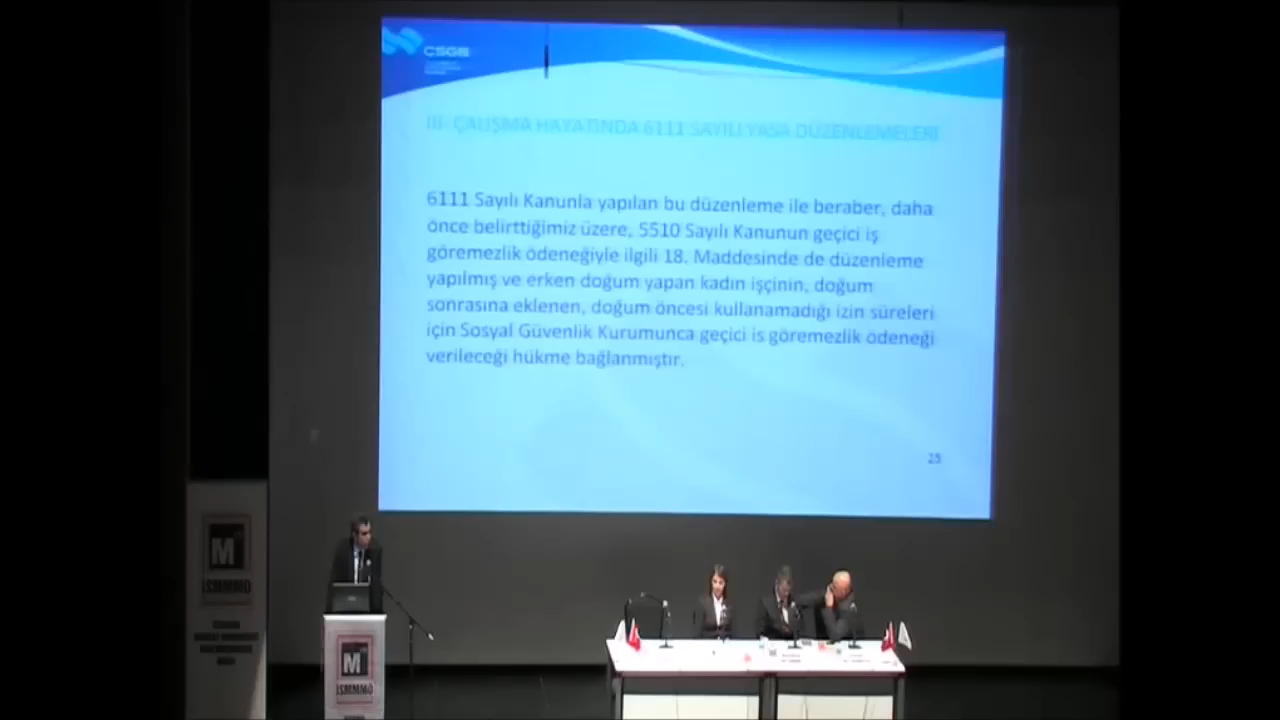 CSGB
III- ÇALIŞMA HAYATINDA 6111 SAYILI YASA DÜZENLEMELERİ
6111 Sayılı Kanunla yapılan bu düzenleme ile beraber, daha
önce belirttiğimiz üzere, 5510 Sayılı Kanunun geçici iş
göremezlik ödeneğiyle ilgili 18. Maddesinde de düzenleme
yapılmış ve erken doğum yapan kadın işçinin, doğum
sonrasına eklenen, doğum öncesi kullanamadığı izin süreleri
için Sosyal Güvenlik Kurumunca geçici is göremezlik ödeneği
verileceği hükme bağlanmıştır.
25
M
İSMMMO
M
İSMMMO